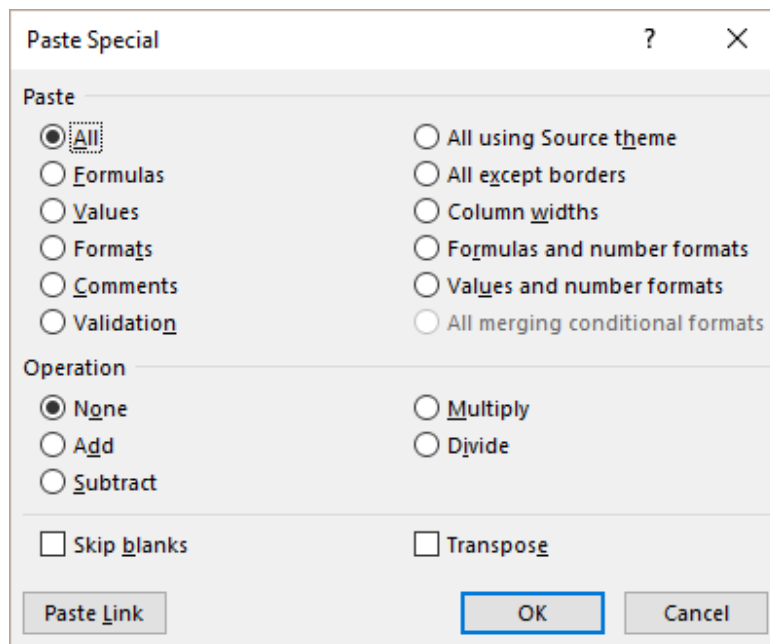 Paste Special ? X
Paste
All All using Source theme
Formulas All except borders
Values Column widths
Formats Formulas and number formats
Comments Values and number formats
Validation All merging conditional formats
Operation
None Multiply
Add Divide
Subtract
Skip blanks Transpose
Paste Link OK Cancel